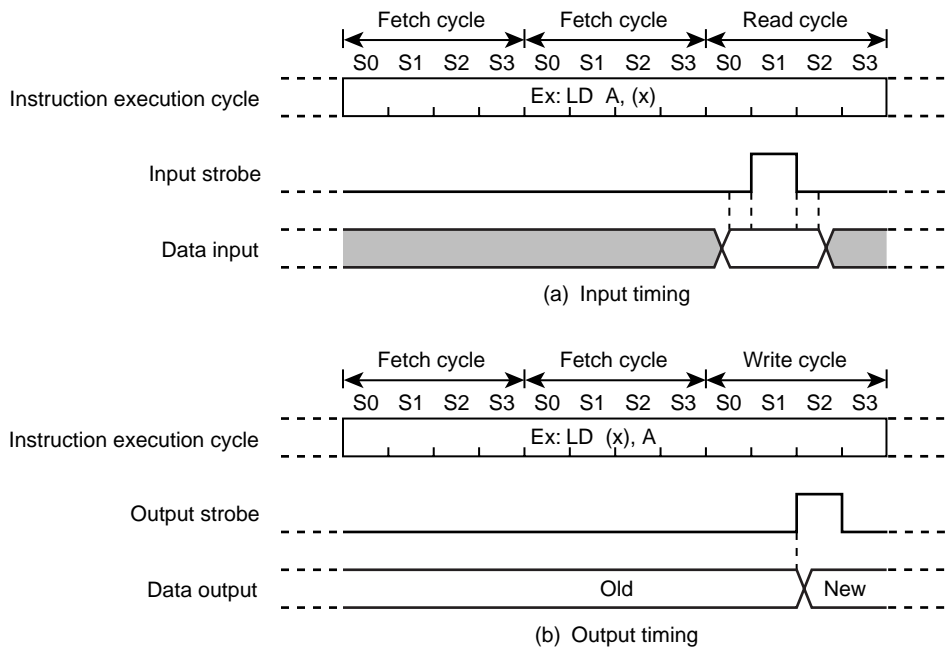 Fetch cycle Fetch cycle Read cycle
S0 S1 S2 S3 S0 S1 S2 S3 S0 S1 S2 S3
Instruction execution cycle Ex: LD A, (x)
Input strobe
Data input
(a) Input timing
Fetch cycle Fetch cycle Write cycle
S0 S1 S2 S3 S0 S1 S2 S3 S0 S1 S2 S3
Instruction execution cycle Ex: LD (x), A
Output strobe
Data output Old New
(b) Output timing